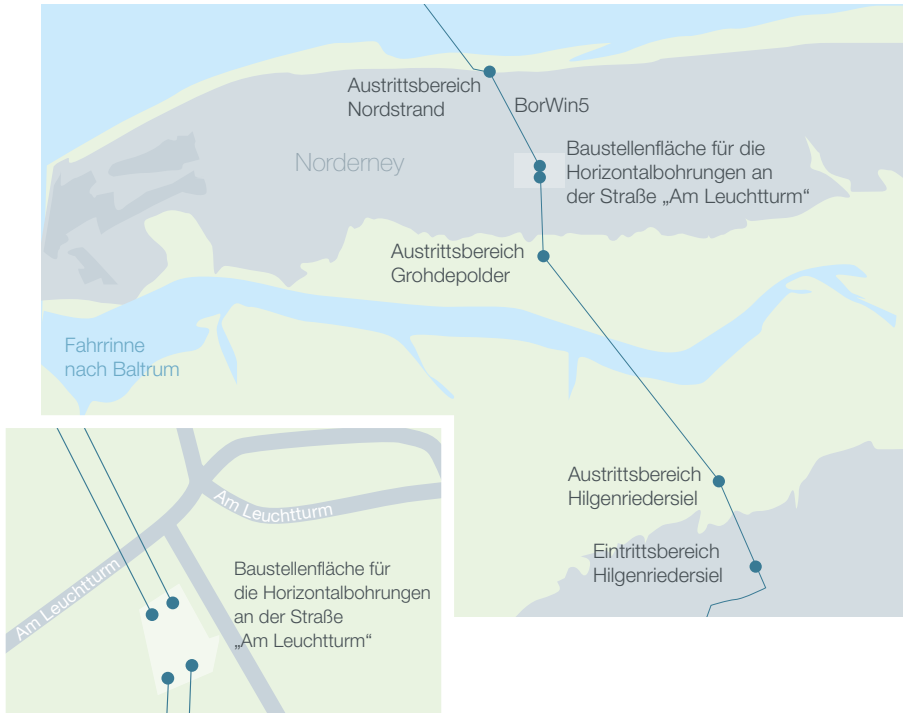 Austrittsbereich
Nordstrand
BorWin5
Norderney
Baustellenfläche für die
Horizontalbohrungen an
der Straße „Am Leuchtturm“
Austrittsbereich
Grohdepolder
Fahrrinne
nach Baltrum
Austrittsbereich
Hilgenriedersiel
Eintrittsbereich
Hilgenriedersiel
Am Leuchtturm
Am Leuchtturm
Baustellenfläche für
die Horizontalbohrungen
an der Straße
„Am Leuchtturm“